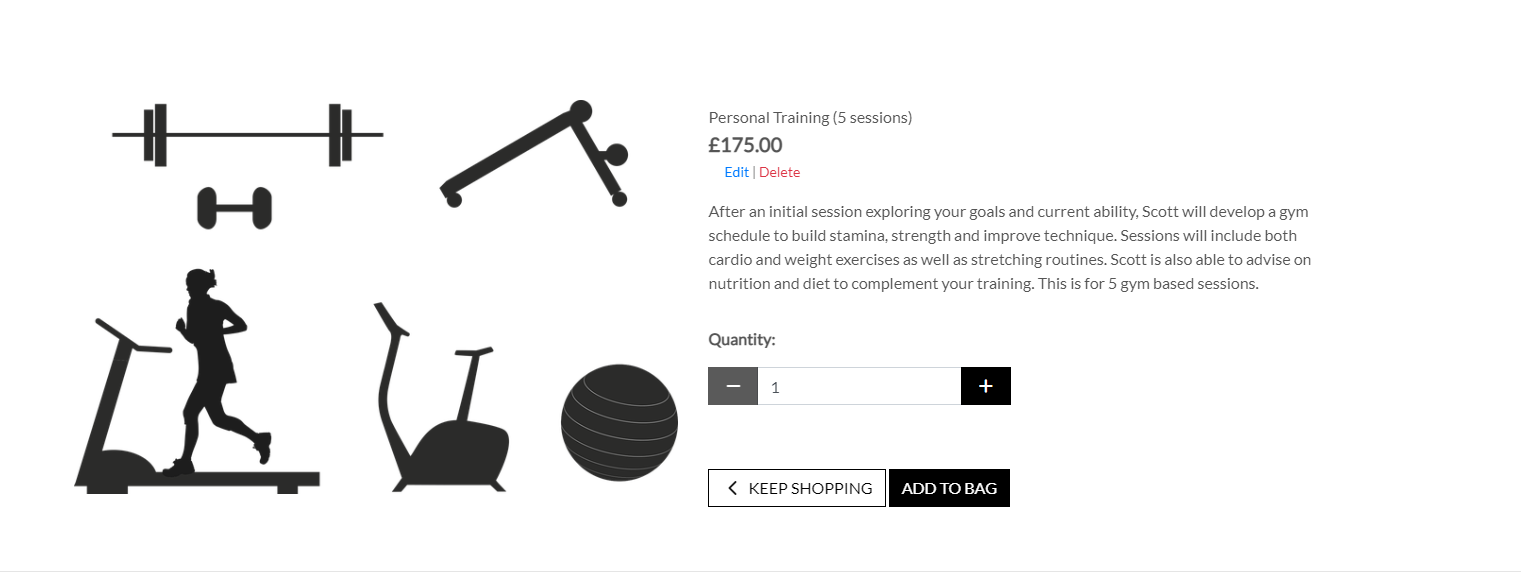 Personal Training (5 sessions)
£175.00
Edit | Delete
After an initial session exploring your goals and current ability, Scott will develop a gym
schedule to build stamina, strength and improve technique. Sessions will include both
cardio and weight exercises as well as stretching routines. Scott is also able to advise on
nutrition and diet to complement your training. This is for 5 gym based sessions.
Quantity:
1
KEEP SHOPPING ADD TO BAG